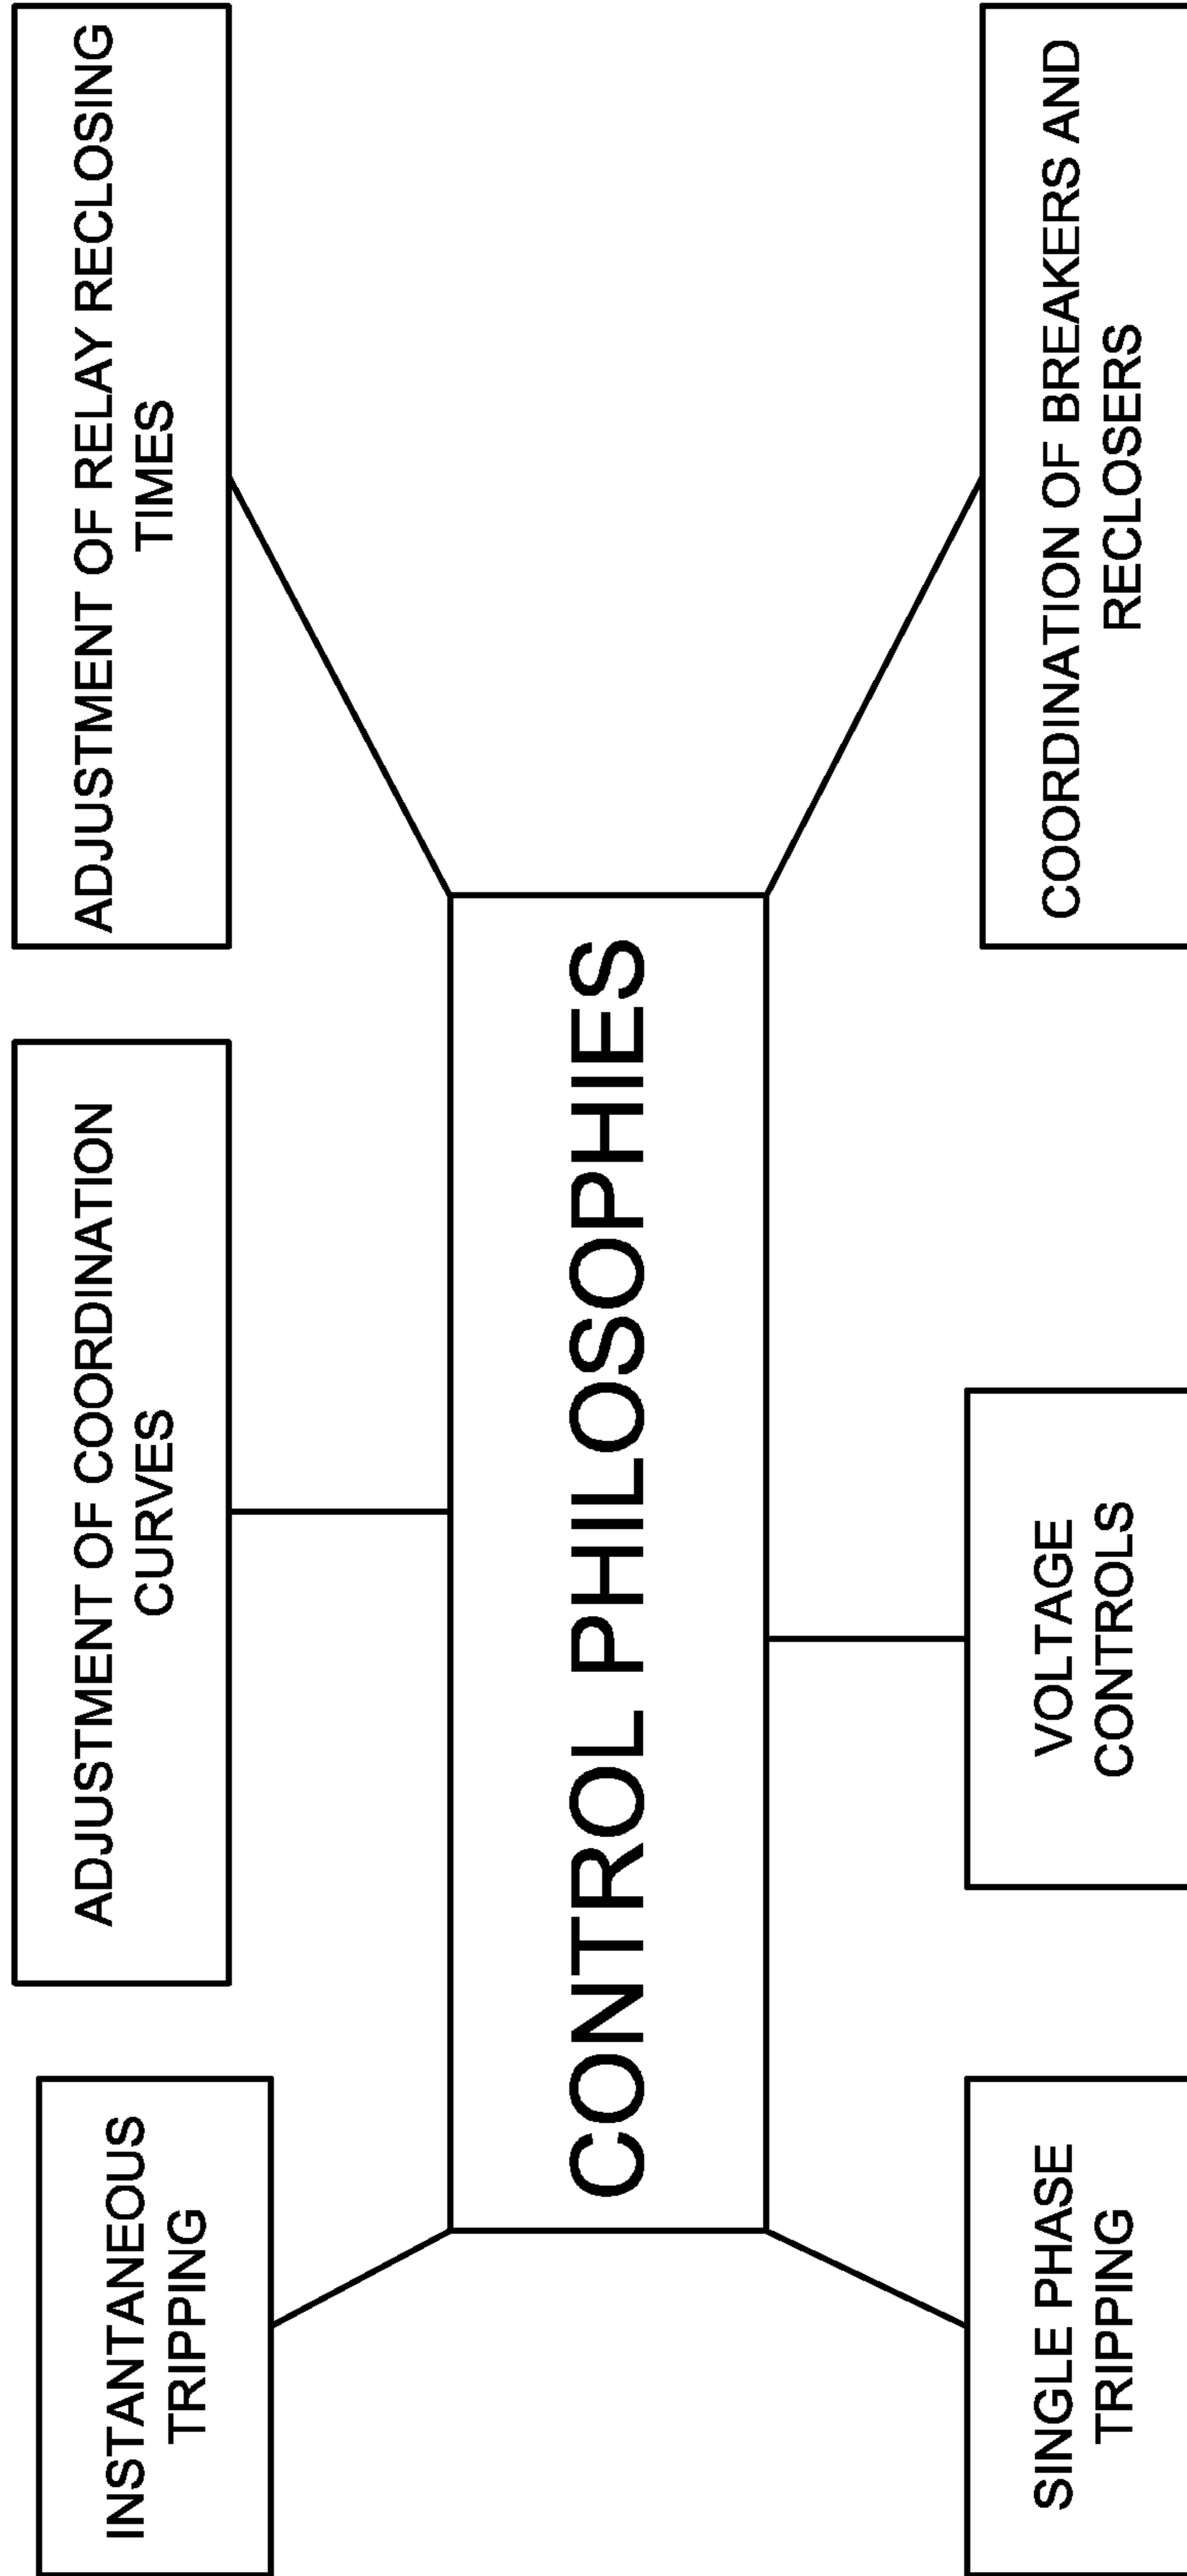 INSTANTANEOUS
TRIPPING
ADJUSTMENT OF COORDINATION
CURVES
ADJUSTMENT OF RELAY RECLOSING
TIMES
CONTROL PHILOSOPHIES
SINGLE PHASE
TRIPPING
VOLTAGE
CONTROLS
COORDINATION OF BREAKERS AND
RECLOSERS